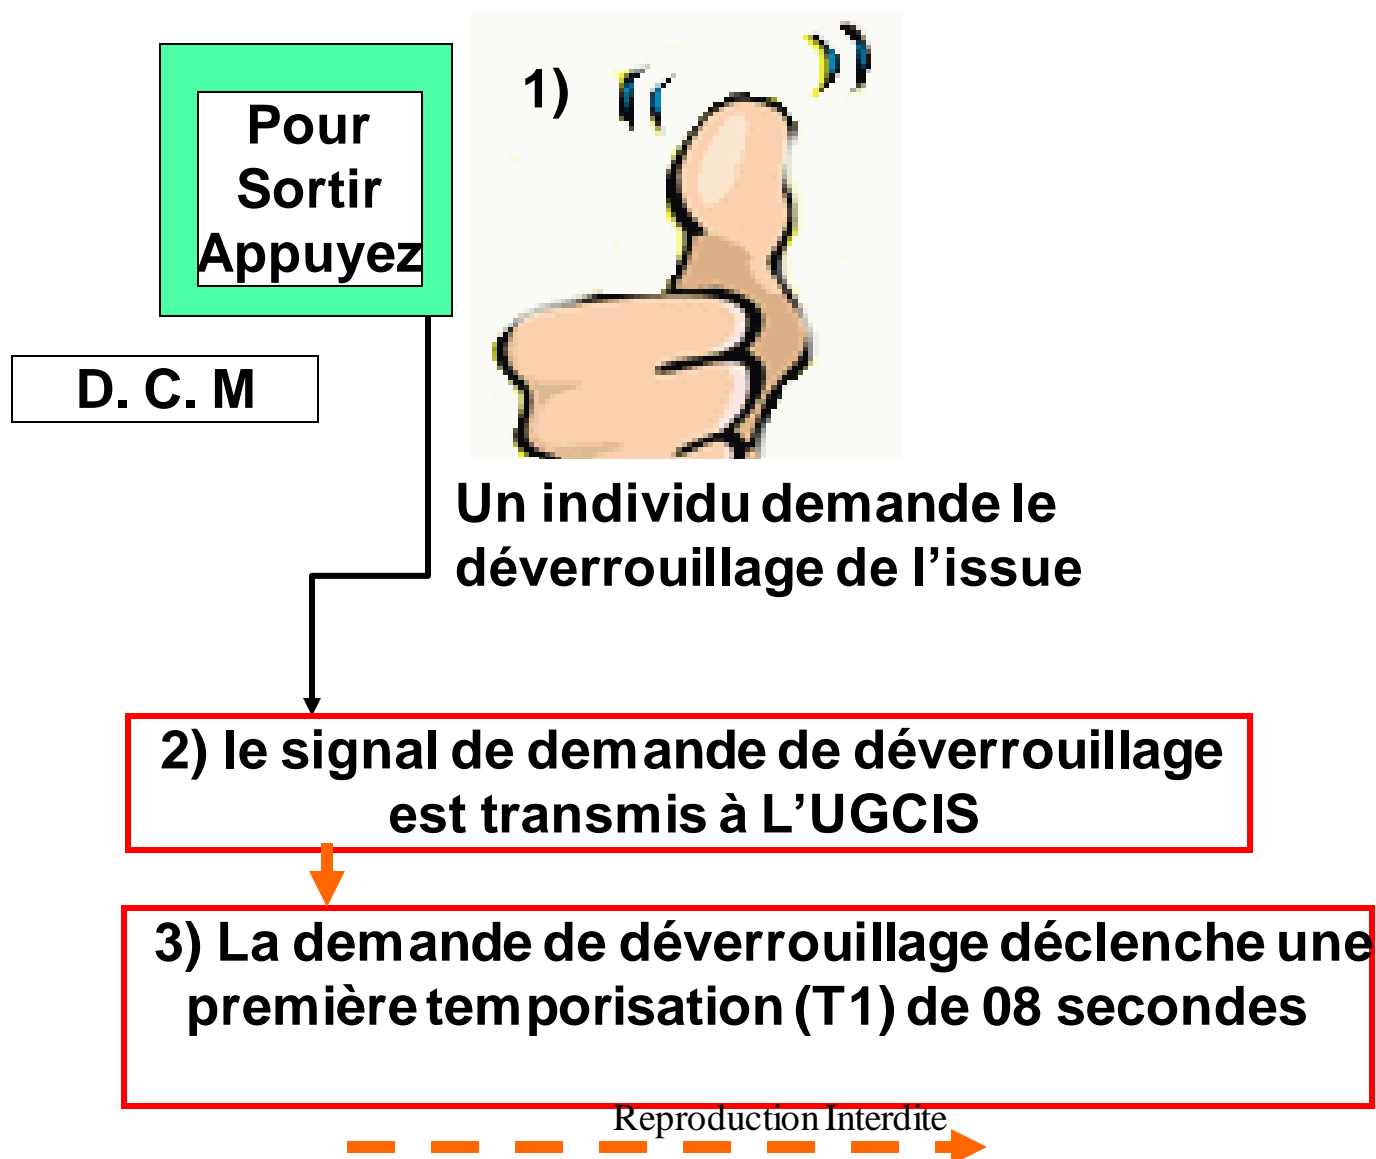 Pour
Sortir
Appuyez
1)
D. C. M
Un individu demande le
déverrouillage de l’issue
2) le signal de demande de déverrouillage
est transmis à L’UGCIS
3) La demande de déverrouillage déclenche une
première temporisation (T1) de 08 secondes
Reproduction Interdite